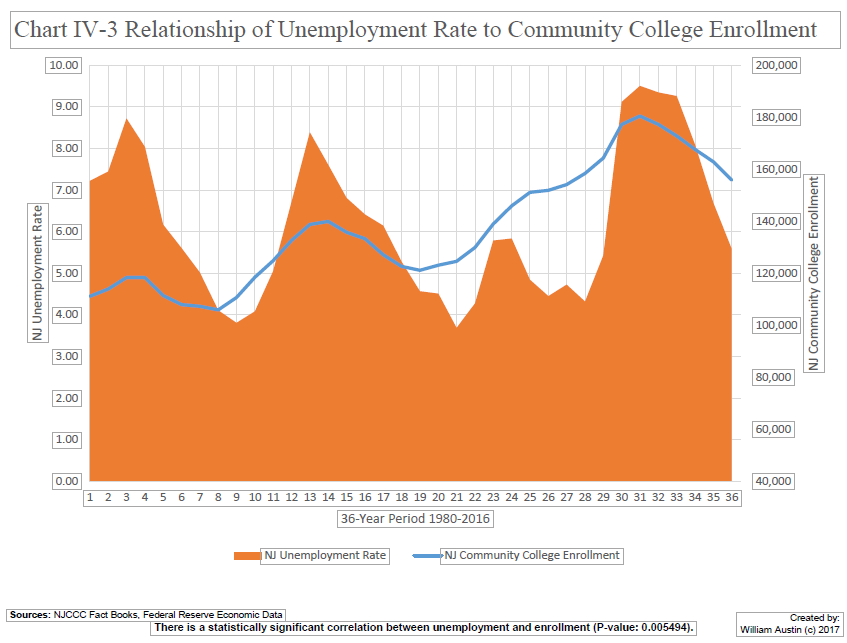 Chart IV-3 Relationship of Unemployment Rate to Community College Enrollment
10.00
9.00
8.00
7.00
6.00
5.00
4.00
3.00
2.00
1.00
0.00
NJ Unemployment Rate
200,000
180,000
160,000
140,000
120,000
100,000
80,000
60,000
40,000
NJ Community College Enrollment
1 2 3 4 5 6 7 8 9 10 11 12 13 14 15 16 17 18 19 20 21 22 23 24 25 26 27 28 29 30 31 32 33 34 35 36
36-Year Period 1980-2016
NJ Unemployment Rate NJ Community College Enrollment
Sources: NJCCC Fact Books, Federal Reserve Economic Data
There is a statistically significant correlation between unemployment and enrollment (P-value: 0.005494).
Created by:
William Austin (c) 2017